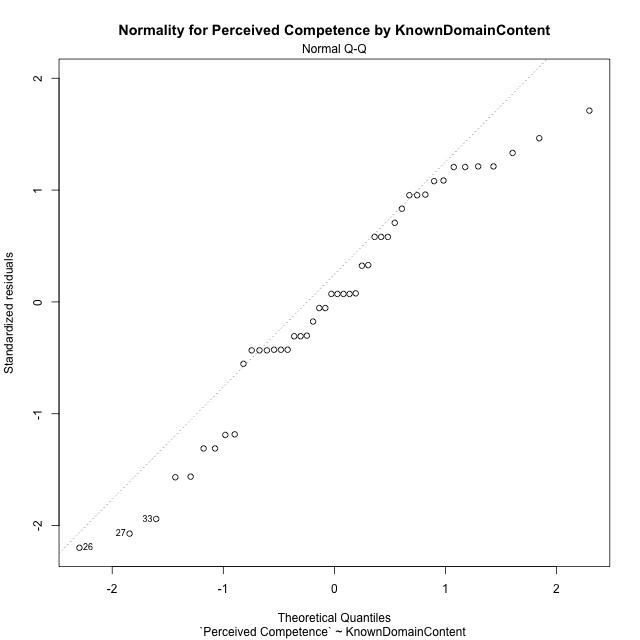 Normality for Perceived Competence by KnownDomainContent
Normal Q-Q
2
1
0
-1
-2
Standardized residuals
33
27
26
-2 -1 0 1 2
Theoretical Quantiles
`Perceived Competence` ~ KnownDomainContent